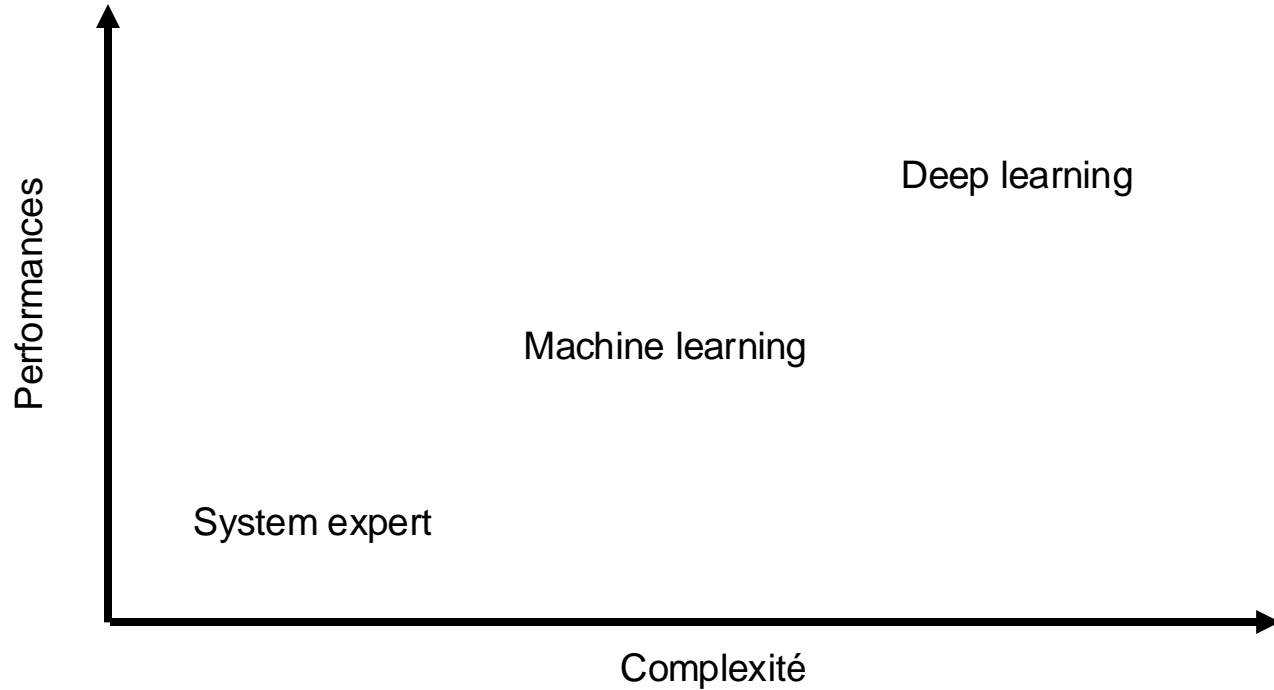 Performances
Deep learning
Machine learning
System expert
Complexité